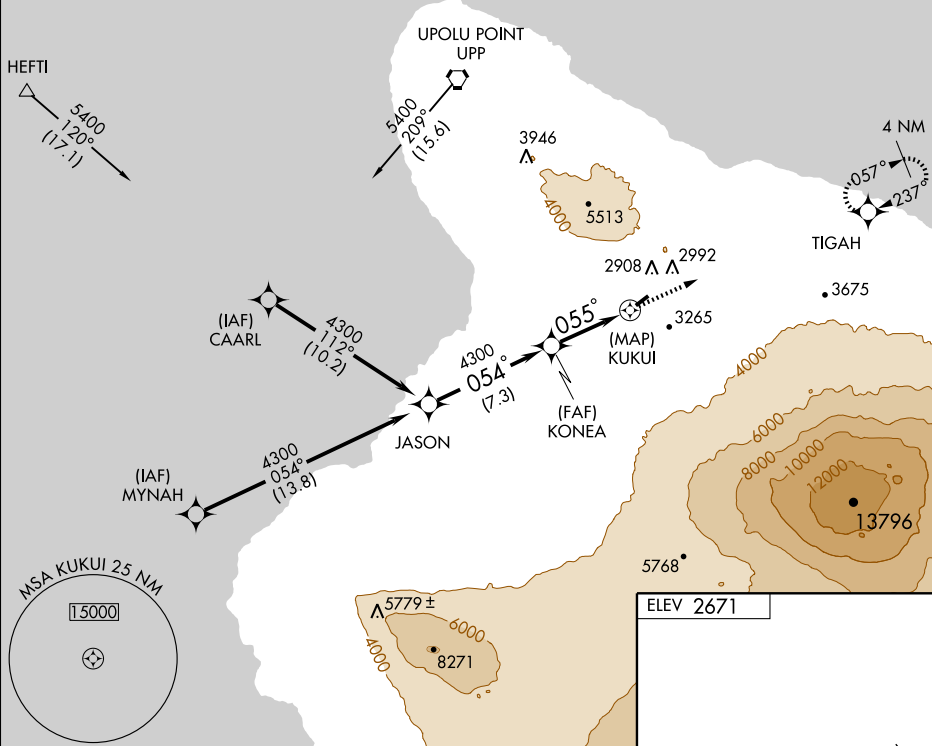 UPOLU POINT
UPP
HEFTI
5400
120°
(17.1)
5400
209°
(15.6)
3946
4 NM
057°
237°
4000
5513
TIGAH
2908
2992
3675
(IAF)
CAARL
4300
112°
(10.2)
055°
(MAP)
KUKUI
3265
4300
054°
(7.3)
(FAF)
KONEA
JASON
4000
6000
8000
10000
12000
13796
(IAF)
MYNAH
4300
054°
(13.8)
MSA KUKUI 25 NM
15000
5768
5779 ±
6000
4000
8271
ELEV 2671